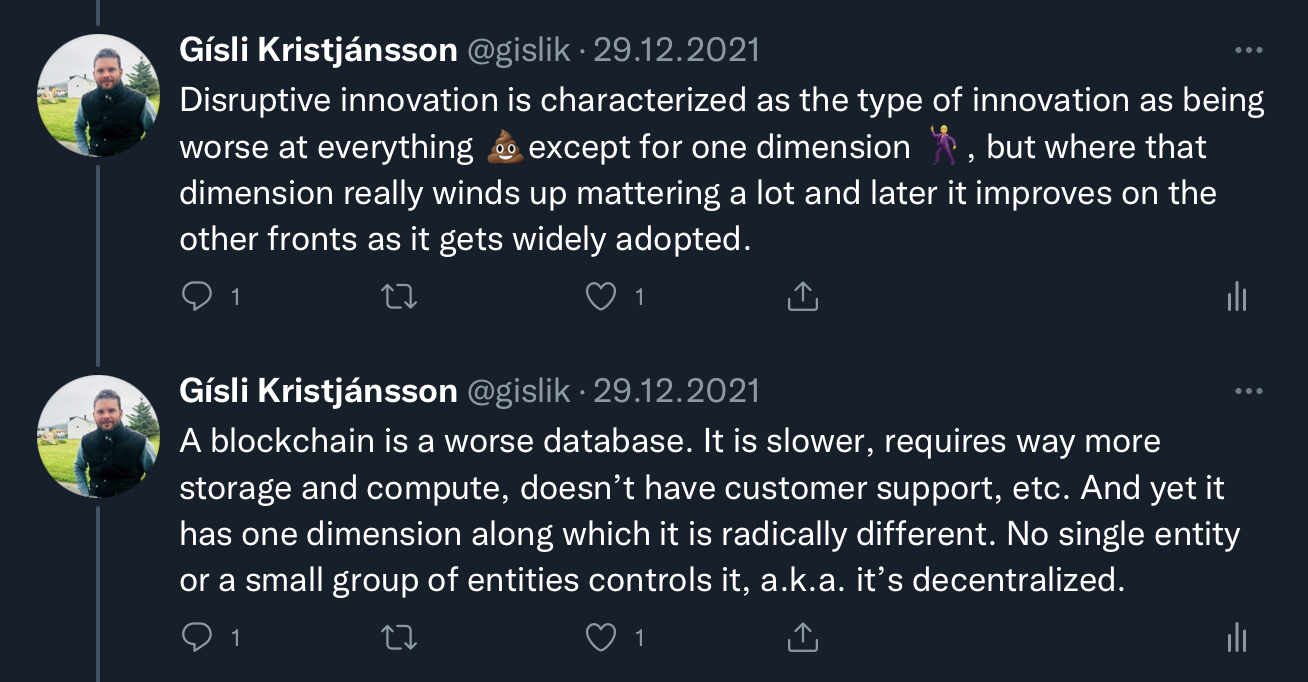 Gísli Kristjánsson @gislik · 29.12.2021
Disruptive innovation is characterized as the type of innovation as being
worse at everything 💩 except for one dimension 🕺, but where that
dimension really winds up mattering a lot and later it improves on the
other fronts as it gets widely adopted.
1 1
Gísli Kristjánsson @gislik · 29.12.2021
A blockchain is a worse database. It is slower, requires way more
storage and compute, doesn’t have customer support, etc. And yet it
has one dimension along which it is radically different. No single entity
or a small group of entities controls it, a.k.a. it’s decentralized.
1 1